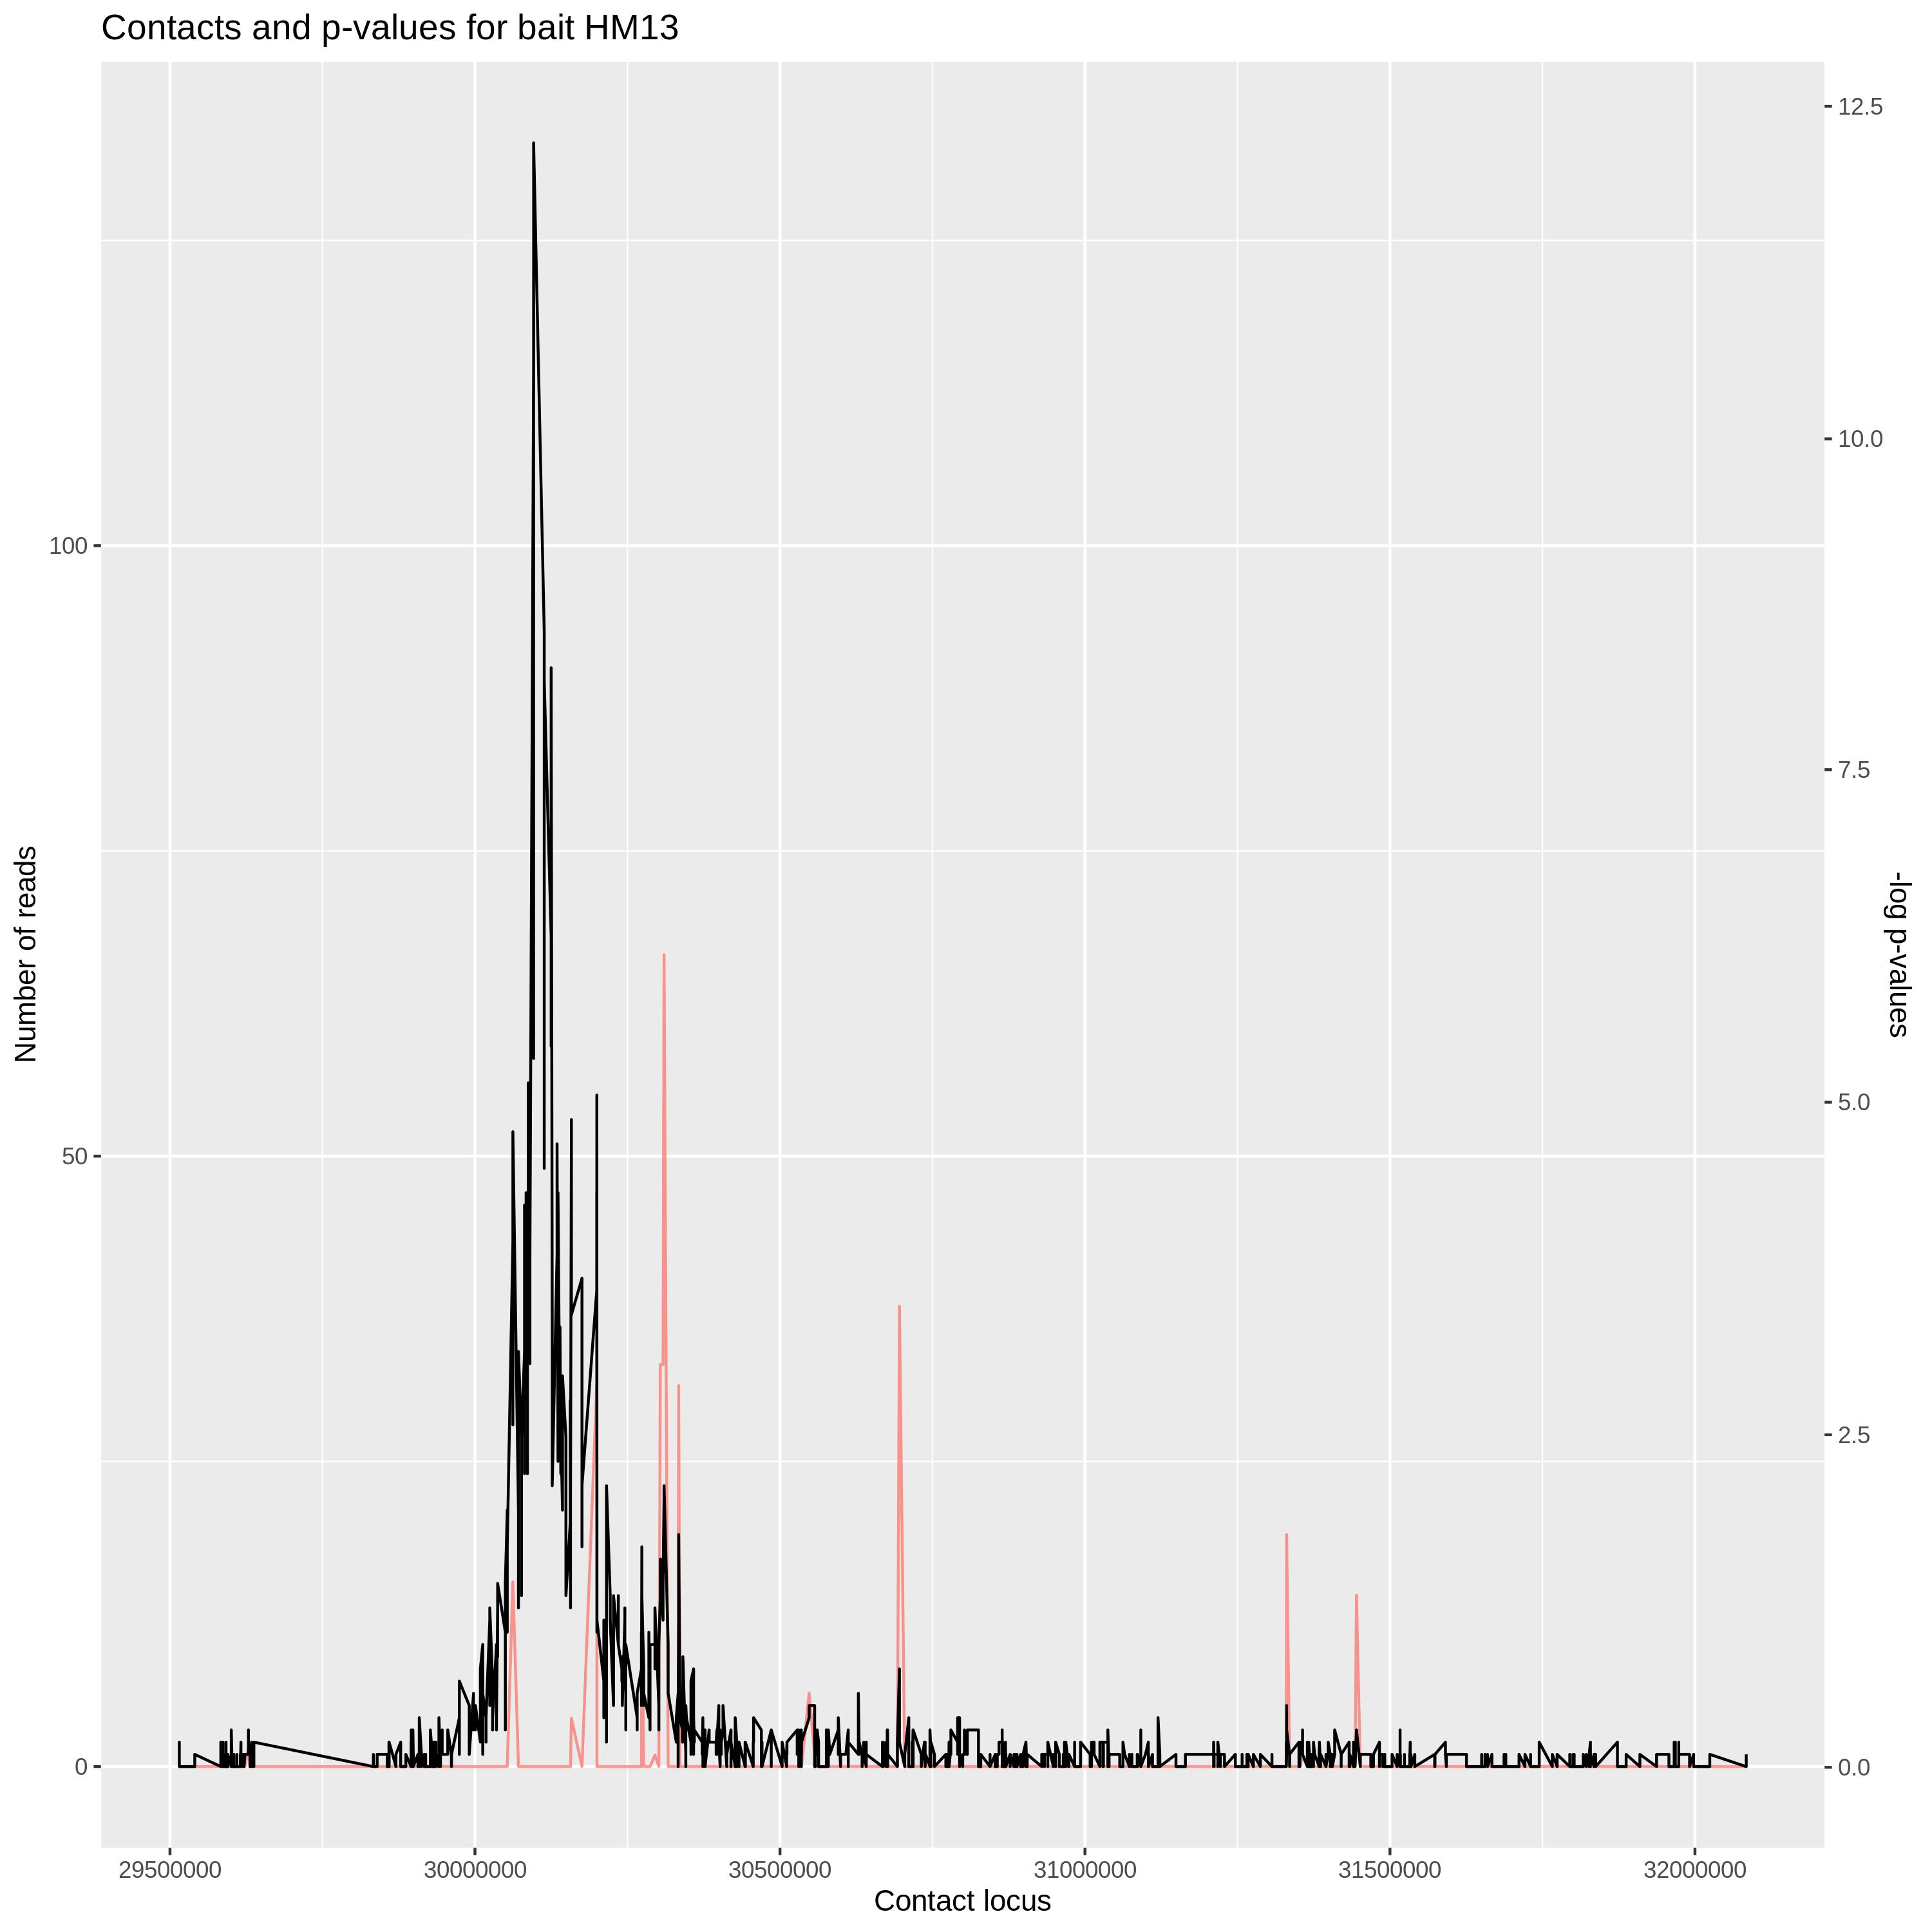 Contacts and p-values for bait HM13
Number of reads
100
50
0
12.5
10.0
7.5
5.0
2.5
0.0
-log p-values
29500000 30000000 30500000 31000000 31500000 32000000
Contact locus